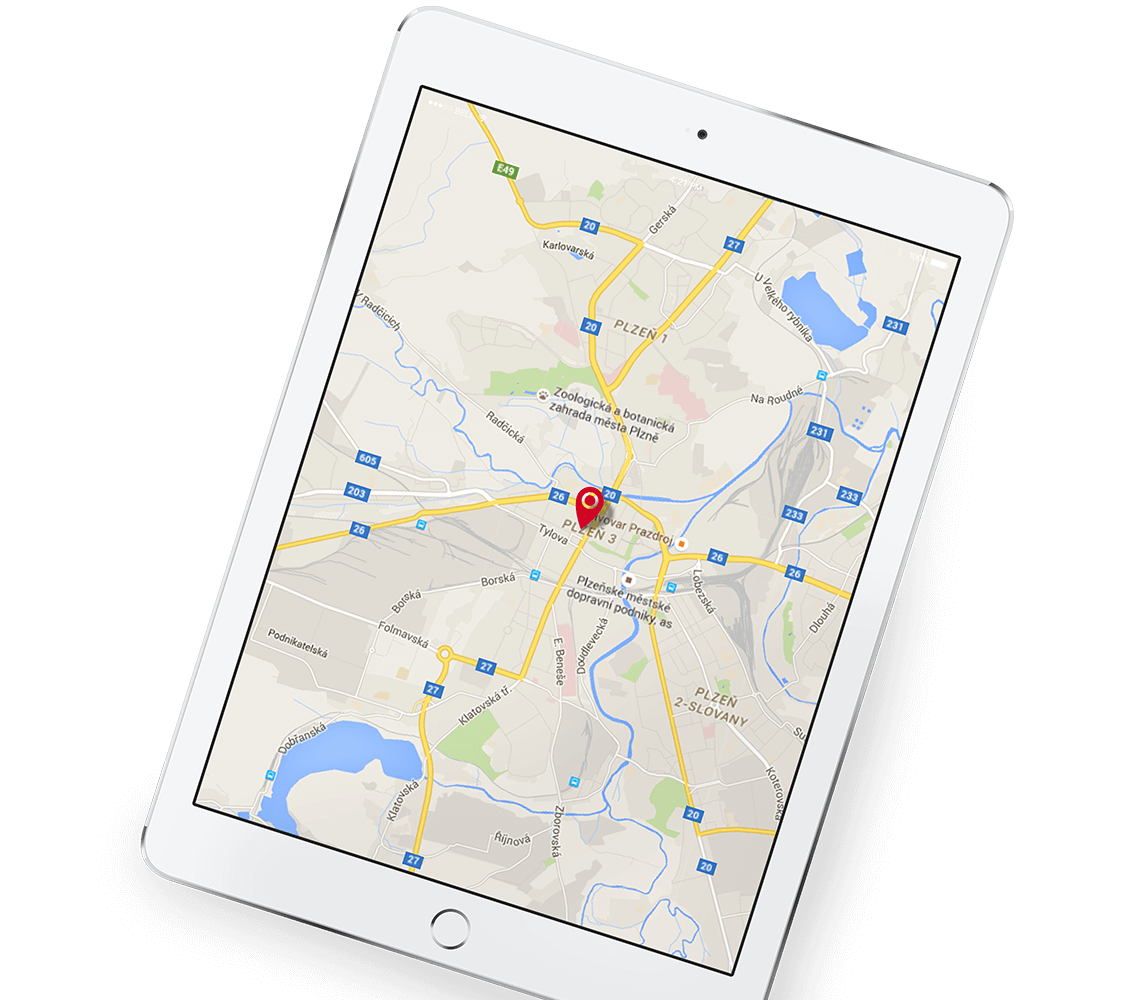 E49
20
Gerská
27
Karlovarská
U Velkého rybníka
231
Radčicích
20
PLZEŇ 1
Zoologická a botanická
zahrada města Plzně
Na Roudné
Radčická
231
605
203
26
20
233
26
233
Tylova
Prazdroj
PLZEŇ 3
26
26
Borská
Plzeňské městské
dopravní podniky, as
Lobezská
Borská
Dlouhá
Folmavská
Podnikatelská
E. Beneše
Doudlevecká
27
27
Klatovská tř.
PLZEŇ
2-SLOVANY
Dobřanská
Su
Koterovská
Klatovská
20
Zborovská
Říjnová
27
20